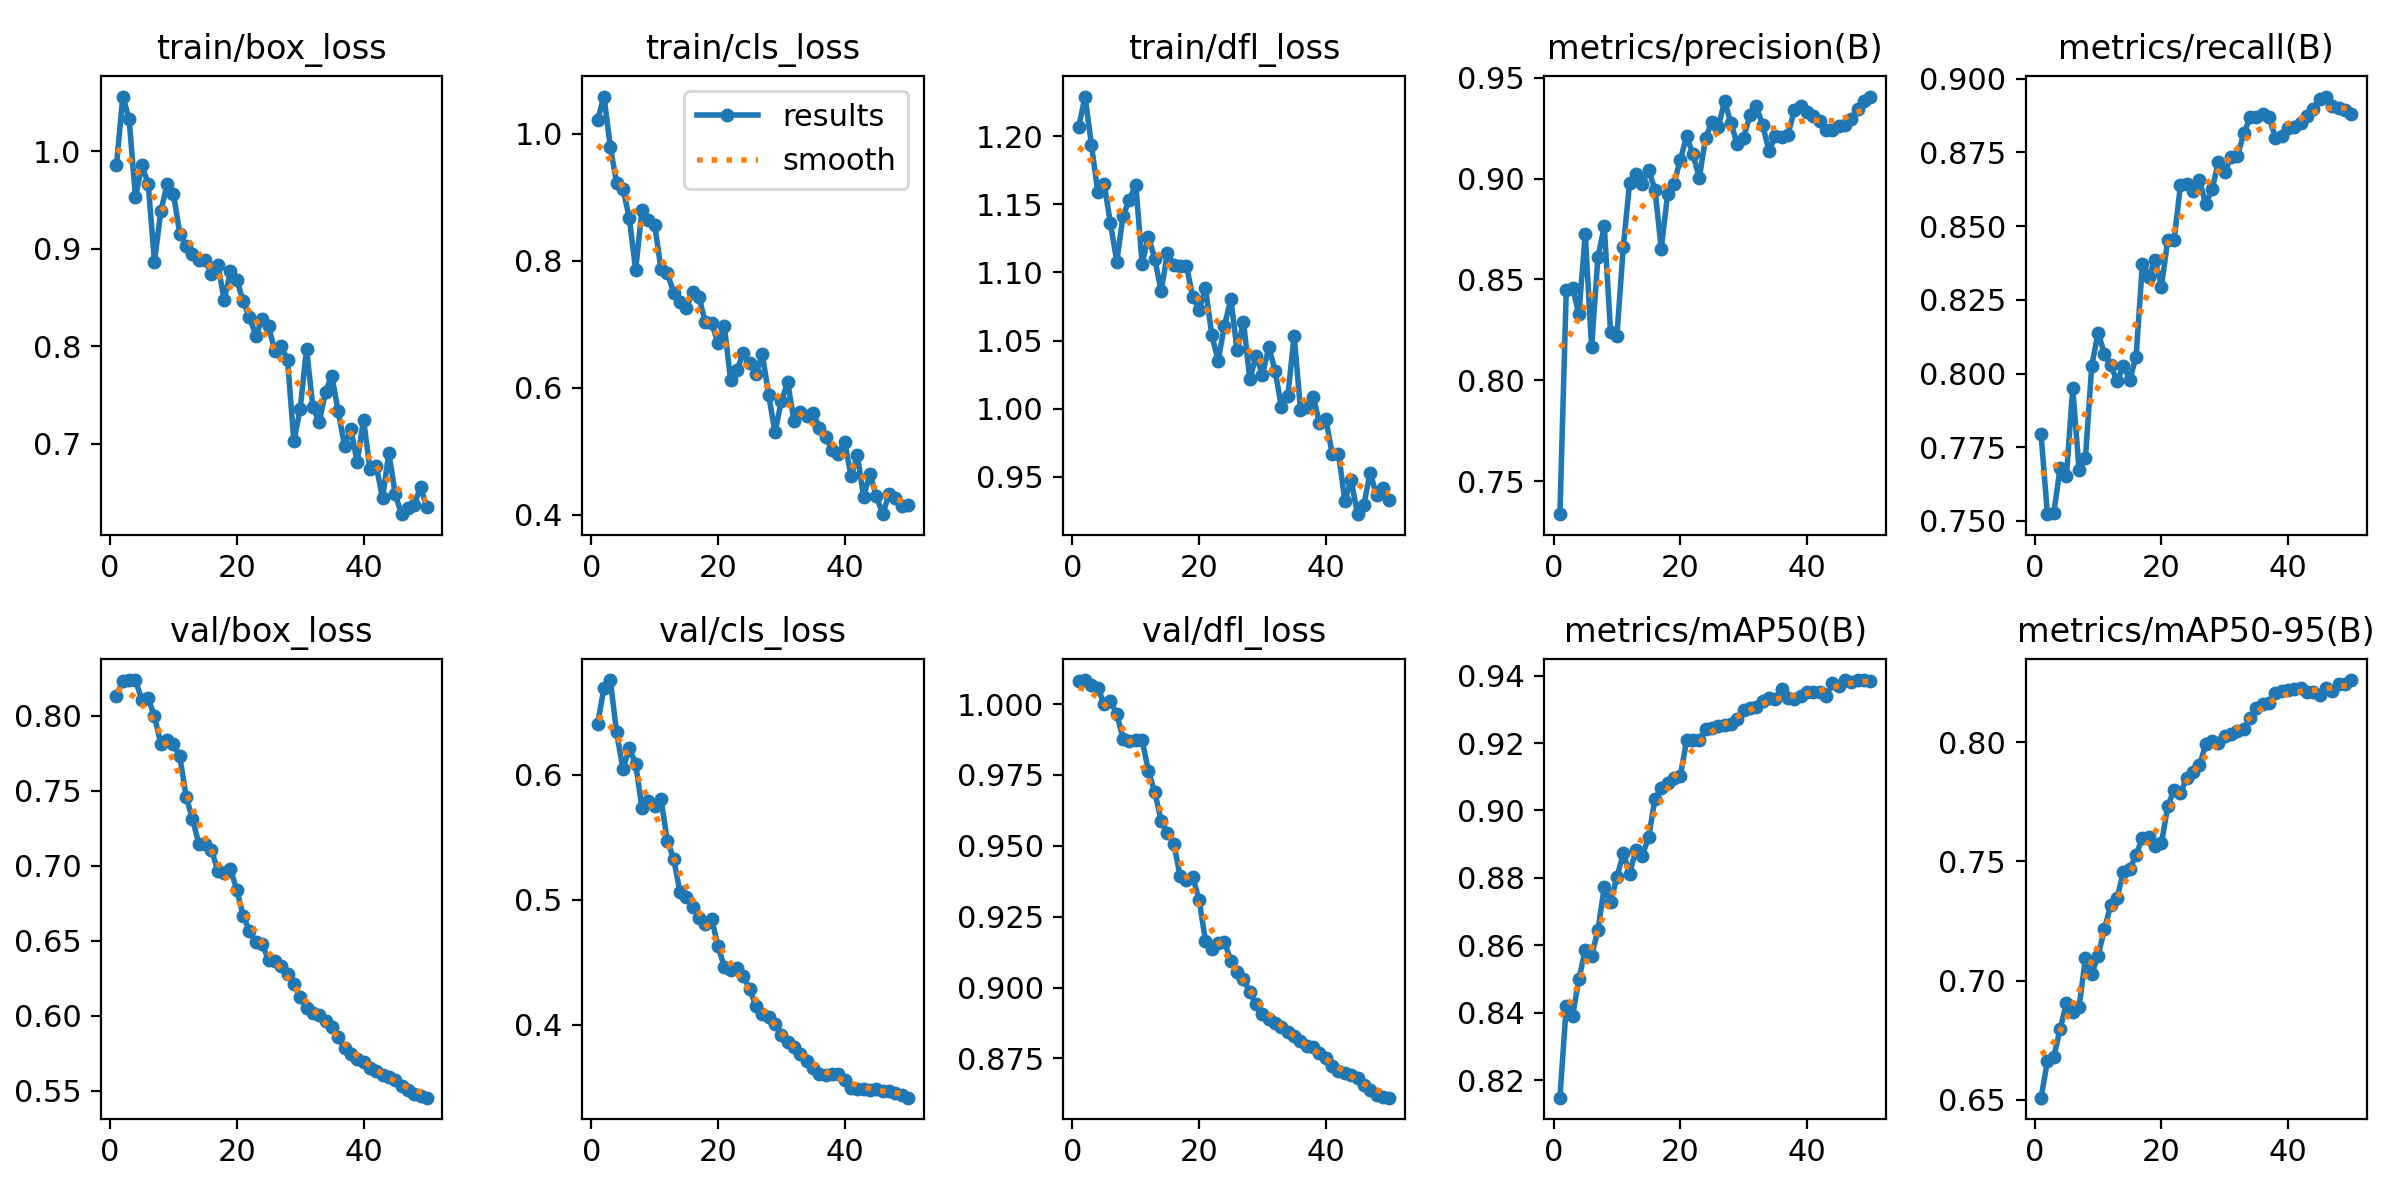 train/box_loss
1.0
0.9
0.8
0.7
0 20 40
train/cls_loss
results
smooth
1.0
0.8
0.6
0.4
0 20 40
train/dfl_loss
1.20
1.15
1.10
1.05
1.00
0.95
0 20 40
metrics/precision(B)
0.95
0.90
0.85
0.80
0.75
0 20 40
metrics/recall(B)
0.900
0.875
0.850
0.825
0.800
0.775
0.750
0 20 40
val/box_loss
0.80
0.75
0.70
0.65
0.60
0.55
0 20 40
val/cls_loss
0.6
0.5
0.4
0 20 40
val/dfl_loss
1.000
0.975
0.950
0.925
0.900
0.875
0 20 40
metrics/mAP50(B)
0.94
0.92
0.90
0.88
0.86
0.84
0.82
0 20 40
metrics/mAP50-95(B)
0.80
0.75
0.70
0.65
0 20 40